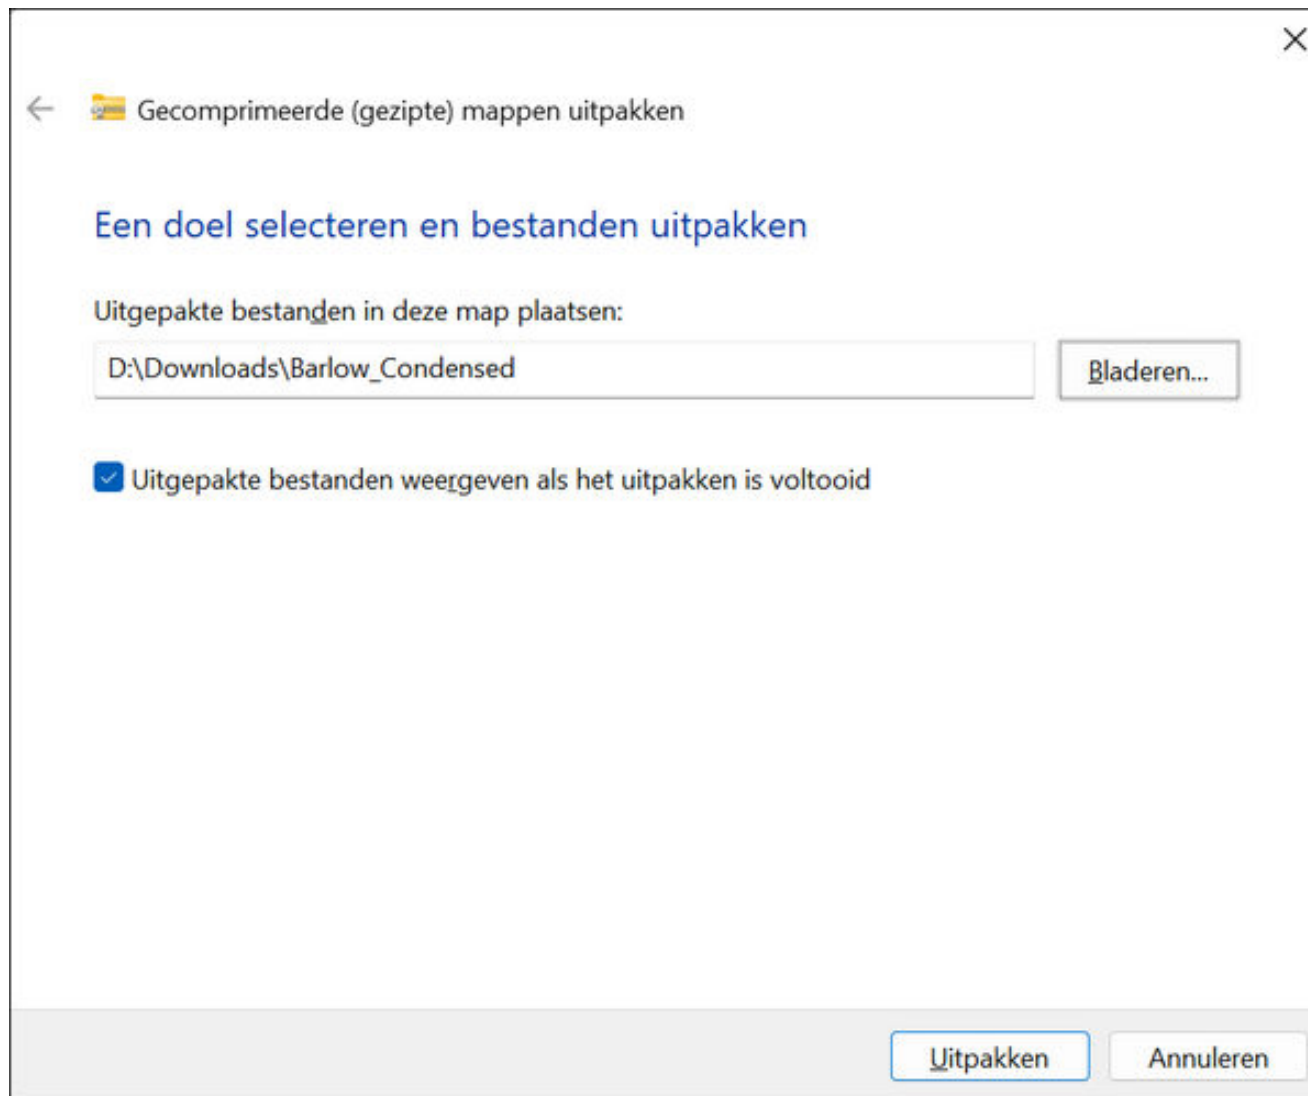 Gecomprimeerde (gezipte) mappen uitpakken
Een doel selecteren en bestanden uitpakken
Uitgepakte bestanden in deze map plaatsen:
D:\Downloads\Barlow_Condensed
Bladeren...
Uitgepakte bestanden weergeven als het uitpakken is voltooid
Uitpakken
Annuleren